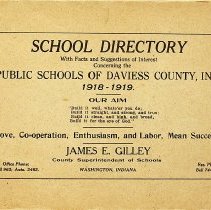 SCHOOL DIRECTORY
With Facts and Suggestions of Interest
Concerning the
PUBLIC SCHOOLS OF DAVIESS COUNTY, IN
1918-1919.
OUR AIM
"Build it well, whatever you do;
Build it straight, and strong and true;
Build it clean, and high, and broad,
Build it for the eye of God."
ove, Co-operation, Enthusiasm, and Labor, Mean Succe
JAMES E. GILLEY
County Superintendent of Schools
Office Phone:
WASHINGTON, INDIANA